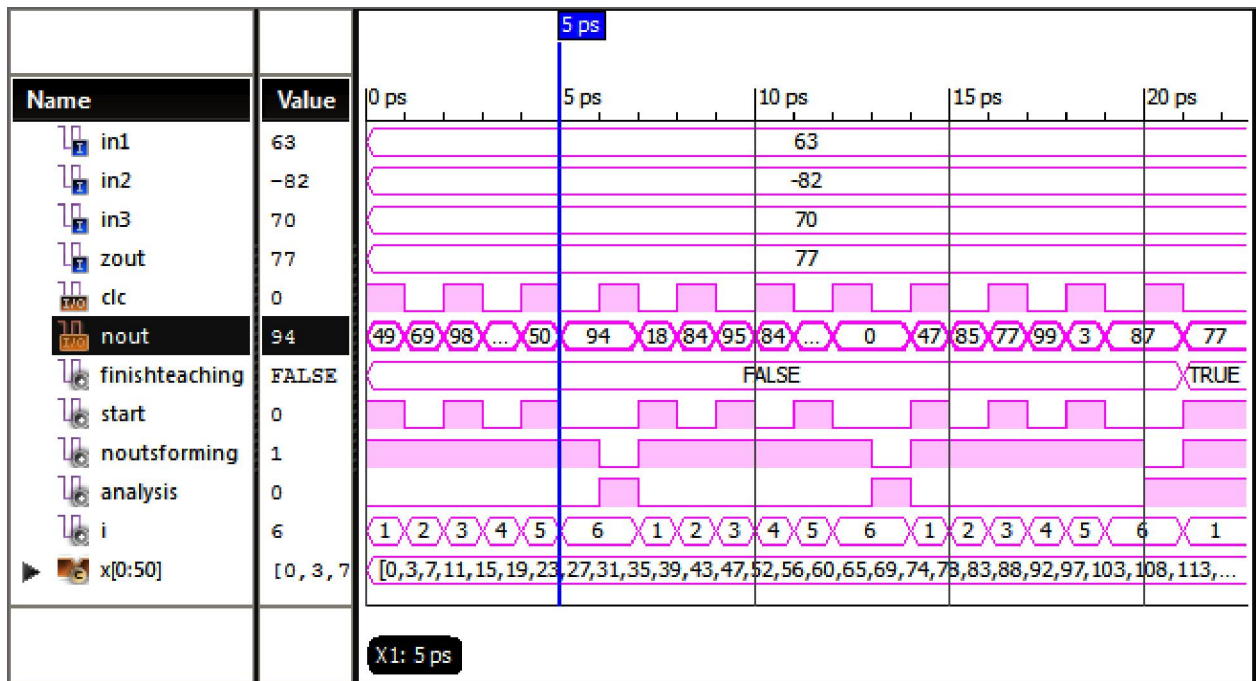 5 ps
Name Value 0 ps 5 ps 10 ps 15 ps 20 ps
in1 63 63
in2 -82 -82
in3 70 70
zout 77 77
clc 0
nout 94 49 69 98 ... 50 94 18 84 95 84 ... 0 47 85 77 99 3 87 77
finishteaching FALSE FALSE TRUE
start 0
noutsforming 1
analysis 0
i 6 1 2 3 4 5 6 1 2 3 4 5 6 1 2 3 4 5 6 1
x[0:50] [0,3,7 [0,3,7,11,15,19,23,27,31,35,39,43,47,52,56,60,65,69,74,78,83,88,92,97,103,108,113,...
X1: 5 ps